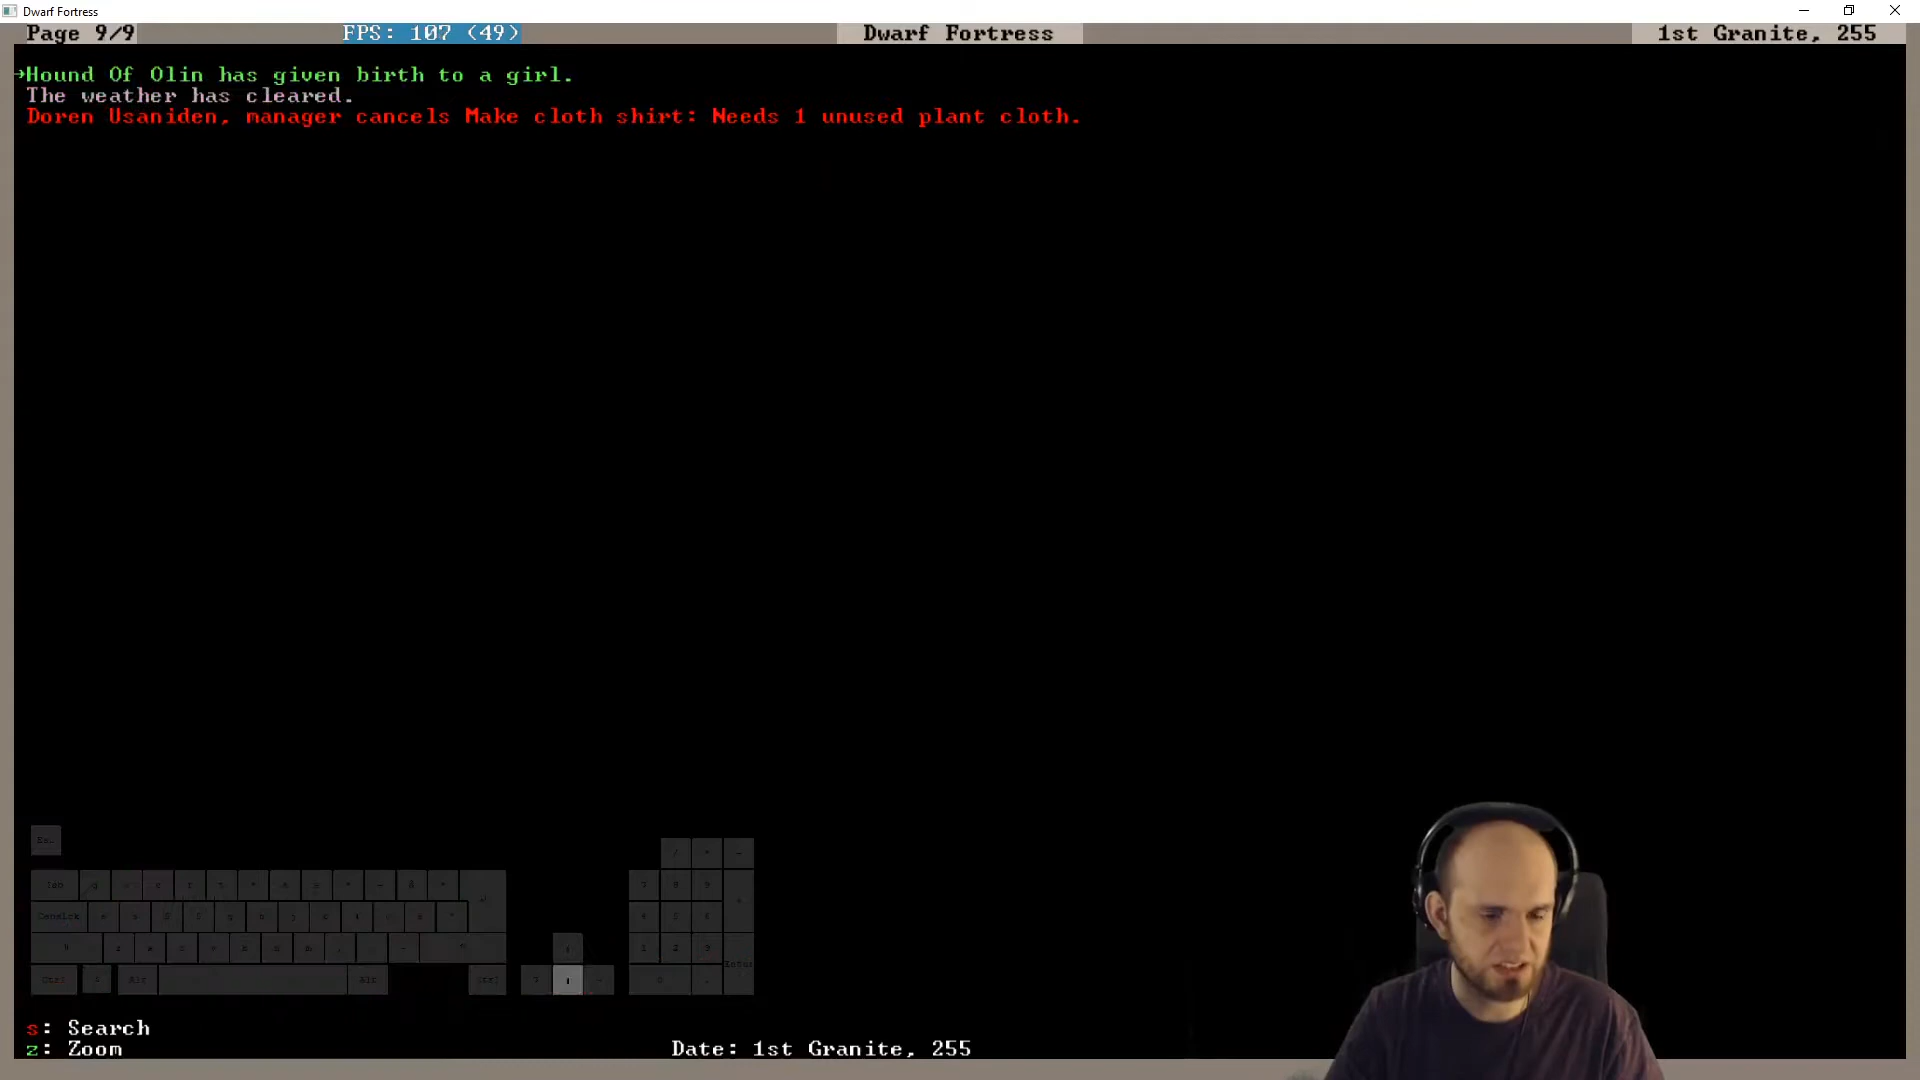 Dwarf Fortress
Page 9/9
FPS: 107 (49)
Dwarf Fortress
1st Granite, 255
Hound Of Olin has given birth to a girl.
The weather has cleared.
Doren Usaniden, manager cancels Make cloth shirt: Needs 1 unused plant cloth.
s: Search
z: Zoom
Date: 1st Granite, 255